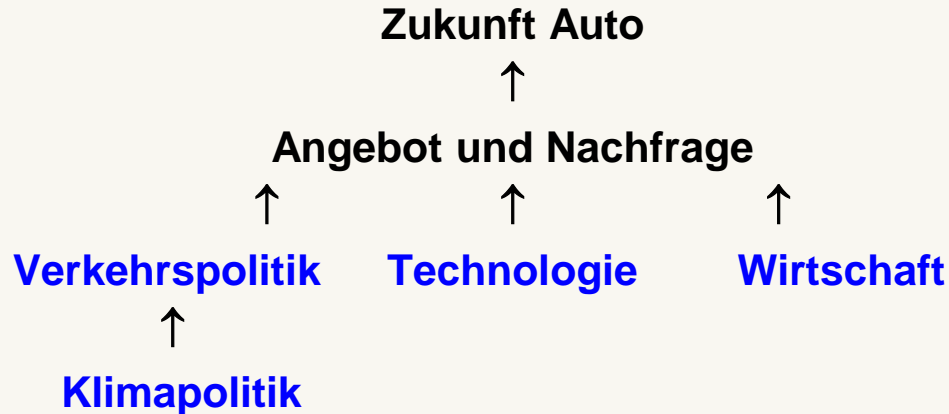 Zukunft Auto
↑
Angebot und Nachfrage
↑ ↑ ↑
Verkehrspolitik Technologie Wirtschaft
↑
Klimapolitik